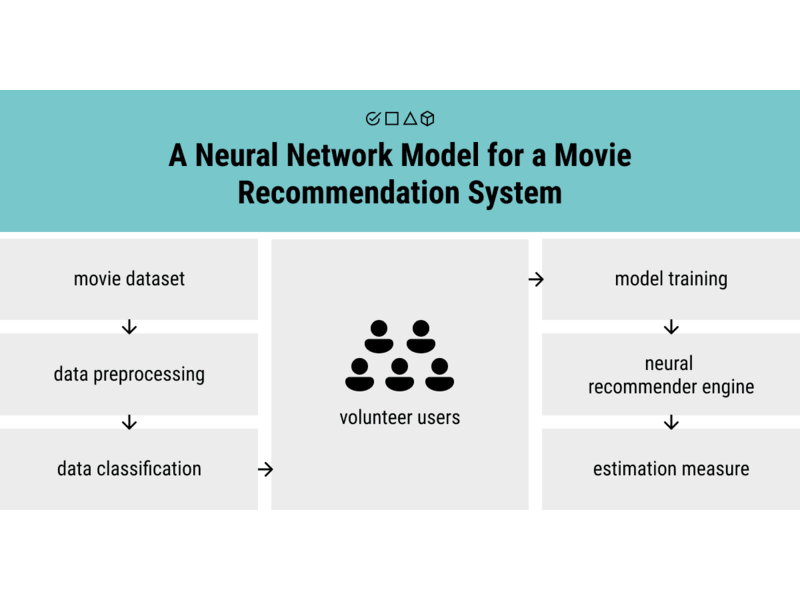 A Neural Network Model for a Movie
Recommendation System
movie dataset
data preprocessing
data classification
volunteer users
model training
neural
recommender engine
estimation measure